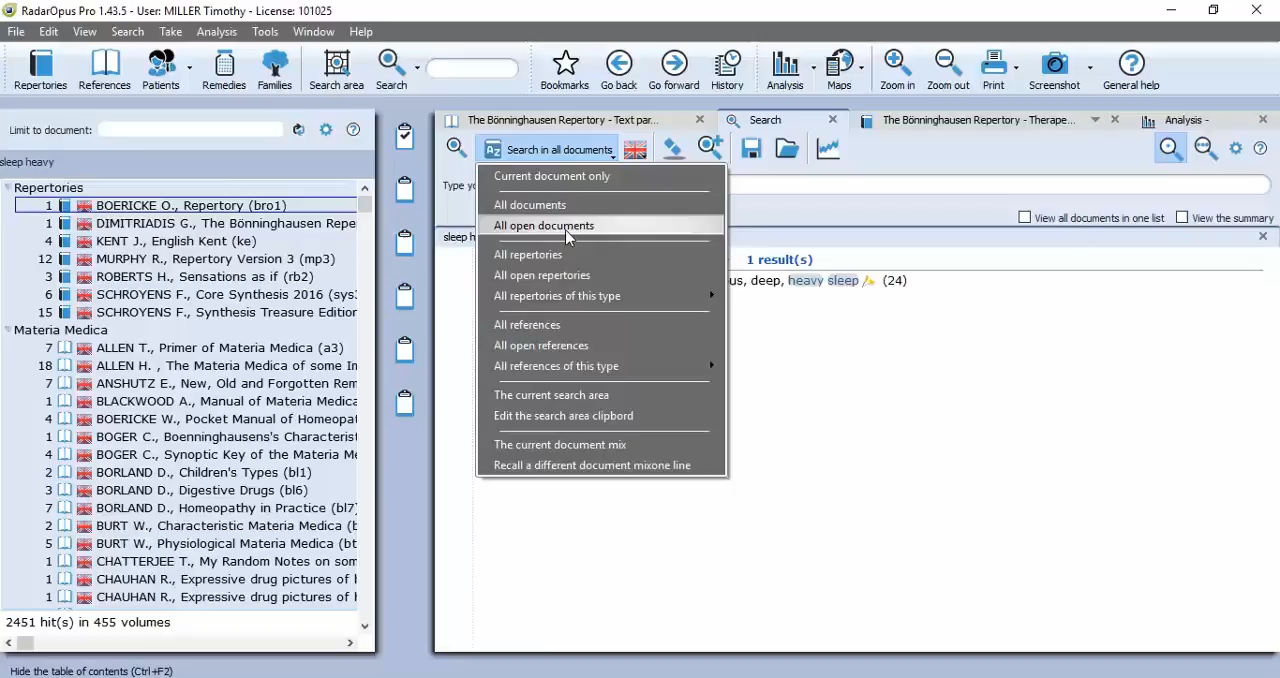 RadarOpus Pro 1.43.5 - User: MILLER Timothy - License: 101025
File Edit View Search Take Analysis Tools Window Help
Repertories References Patients Remedies Families Search area Search Bookmarks Go back Go forward History Analysis Maps Zoom in Zoom out Print Screenshot General help
Limit to document:
sleep heavy
Repertories
1 BOERICKE O., Repertory (bro1)
1 DIMITRIADIS G., The Bönninghausen Repe
4 KENT J., English Kent (ke)
12 MURPHY R., Repertory Version 3 (mp3)
3 ROBERTS H., Sensations as if (rb2)
6 SCHROYENS F., Core Synthesis 2016 (sys
15 SCHROYENS F., Synthesis Treasure Edition
Materia Medica
7 ALLEN T., Primer of Materia Medica (a3)
18 ALLEN H. , The Materia Medica of some In
7 ANSHUTZ E., New, Old and Forgotten Rem
1 BLACKWOOD A., Manual of Materia Medica
4 BOERICKE W., Pocket Manual of Homeopat
1 BOGER C., Boenninghausens's Characterist
4 BOGER C., Synoptic Key of the Materia Me
2 BORLAND D., Children's Types (bl1)
3 BORLAND D., Digestive Drugs (bl6)
7 BORLAND D., Homeopathy in Practice (bl7)
2 BURT W., Characteristic Materia Medica (b
5 BURT W., Physiological Materia Medica (bt
1 CHATTERJEE T., My Random Notes on som
1 CHAUHAN R., Expressive drug pictures of h
1 CHAUHAN R., Expressive drug pictures of h
2451 hit(s) in 455 volumes
Hide the table of contents (Ctrl+F2)
The Bönninghausen Repertory - Text par... Search The Bönninghausen Repertory - Therape... Analysis -
AZ Search in all documents
Type yo
View all documents in one list View the summary
sleep h
1 result(s)
us, deep, heavy sleep (24)
Current document only
All documents
All open documents
All repertories
All open repertories
All repertories of this type
All references
All open references
All references of this type
The current search area
Edit the search area clipbord
The current document mix
Recall a different document mixone line